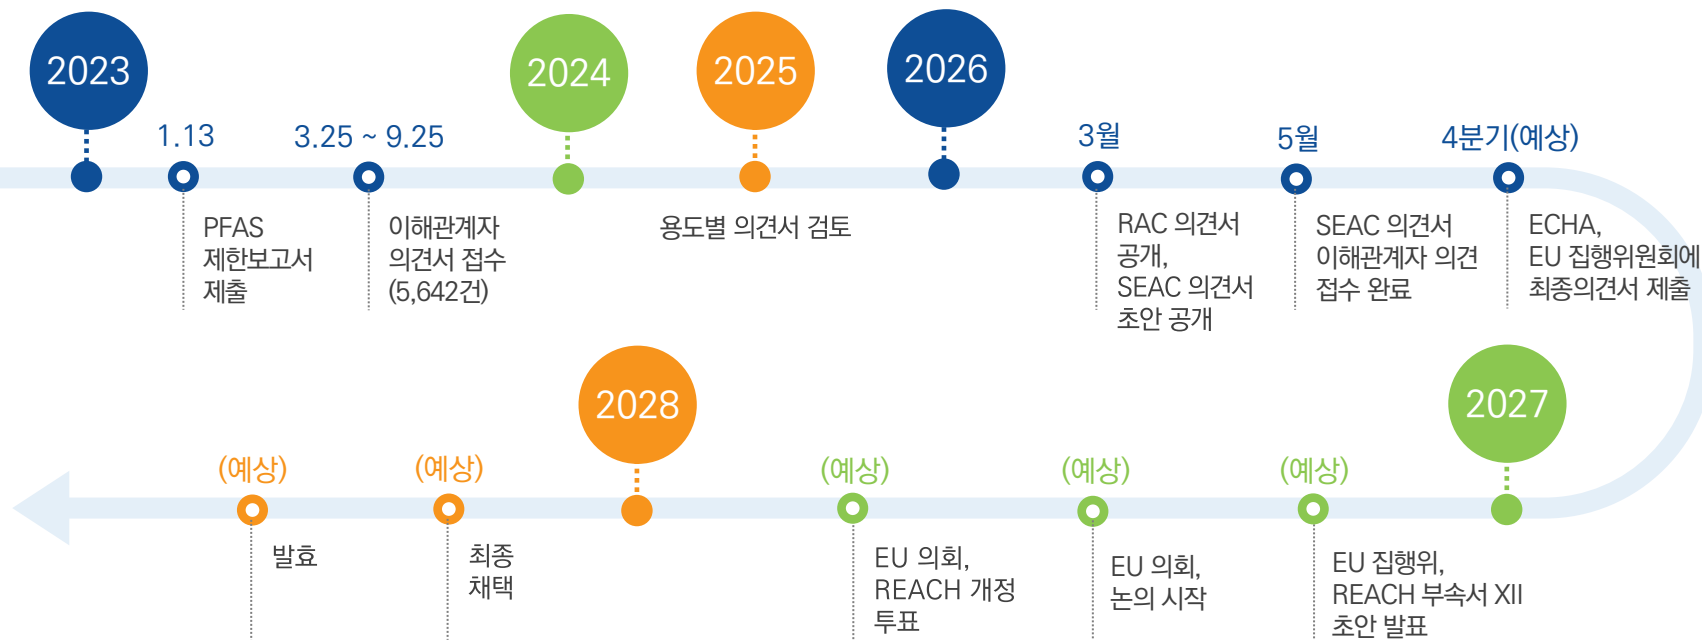 2023
1.13
PFAS
제한보고서
제출
3.25 ~ 9.25
이해관계자
의견서 접수
(5,642건)
2024
2025
용도별 의견서 검토
2026
3월
RAC 의견서
공개,
SEAC 의견서
초안 공개
5월
SEAC 의견서
이해관계자 의견
접수 완료
4분기(예상)
ECHA,
EU 집행위원회에
최종의견서 제출
2027
(예상)
EU 집행위,
REACH 부속서 XII
초안 발표
(예상)
EU 의회,
논의 시작
(예상)
EU 의회,
REACH 개정
투표
2028
(예상)
최종
채택
(예상)
발효